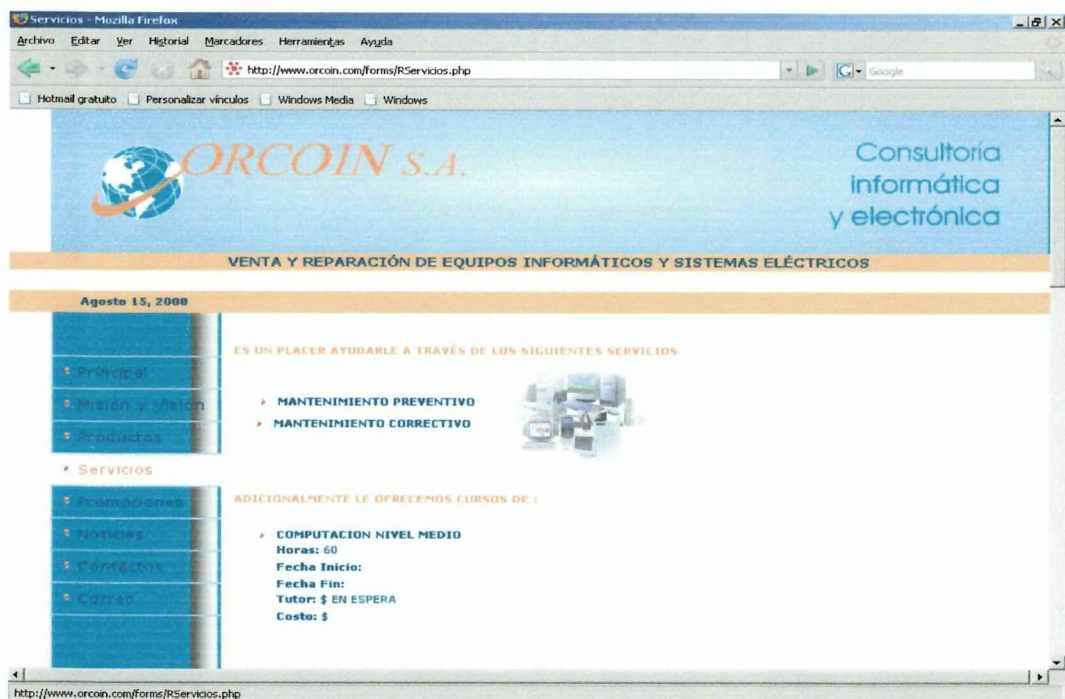 Servicios - Mozilla Firefox
Archivo Editar Ver Historial Marcadores Herramientas Ayuda
http://www.orcoin.com/forms/RServicios.php
Google
Hotmail gratuito Personalizar vínculos Windows Media Windows
ORCOIN S.A.
Consultoría
informática
y electrónica
VENTA Y REPARACIÓN DE EQUIPOS INFORMÁTICOS Y SISTEMAS ELÉCTRICOS
Agosto 15, 2008
Principal
Misión y Visión
Productos
Servicios
Promociones
Noticias
Contactos
Correo
ES UN PLACER AYUDARLE A TRAVÉS DE LOS SIGUIENTES SERVICIOS
MANTENIMIENTO PREVENTIVO
MANTENIMIENTO CORRECTIVO
ADICIONALMENTE LE OFRECEMOS CURSOS DE :
COMPUTACION NIVEL MEDIO
Horas: 60
Fecha Inicio:
Fecha Fin:
Tutor: $ EN ESPERA
Costo: $
http://www.orcoin.com/forms/RServicios.php